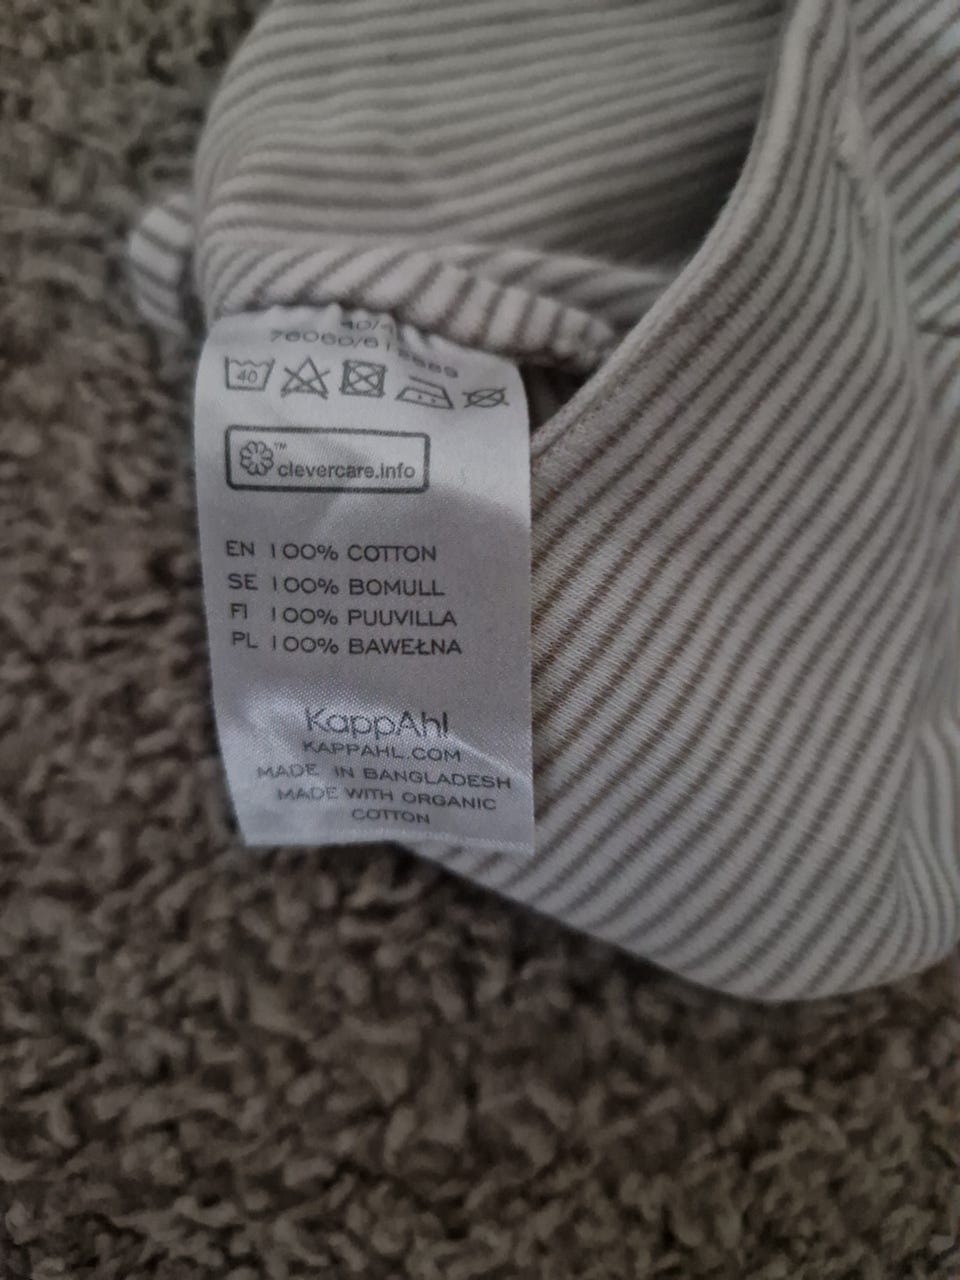 40
™
clevercare.info
EN 100% COTTON
SE 100% BOMULL
FI 100% PUUVILLA
PL 100% BAWEŁNA
KappAhl
KAPPAHL.COM
MADE IN BANGLADESH
MADE WITH ORGANIC
COTTON